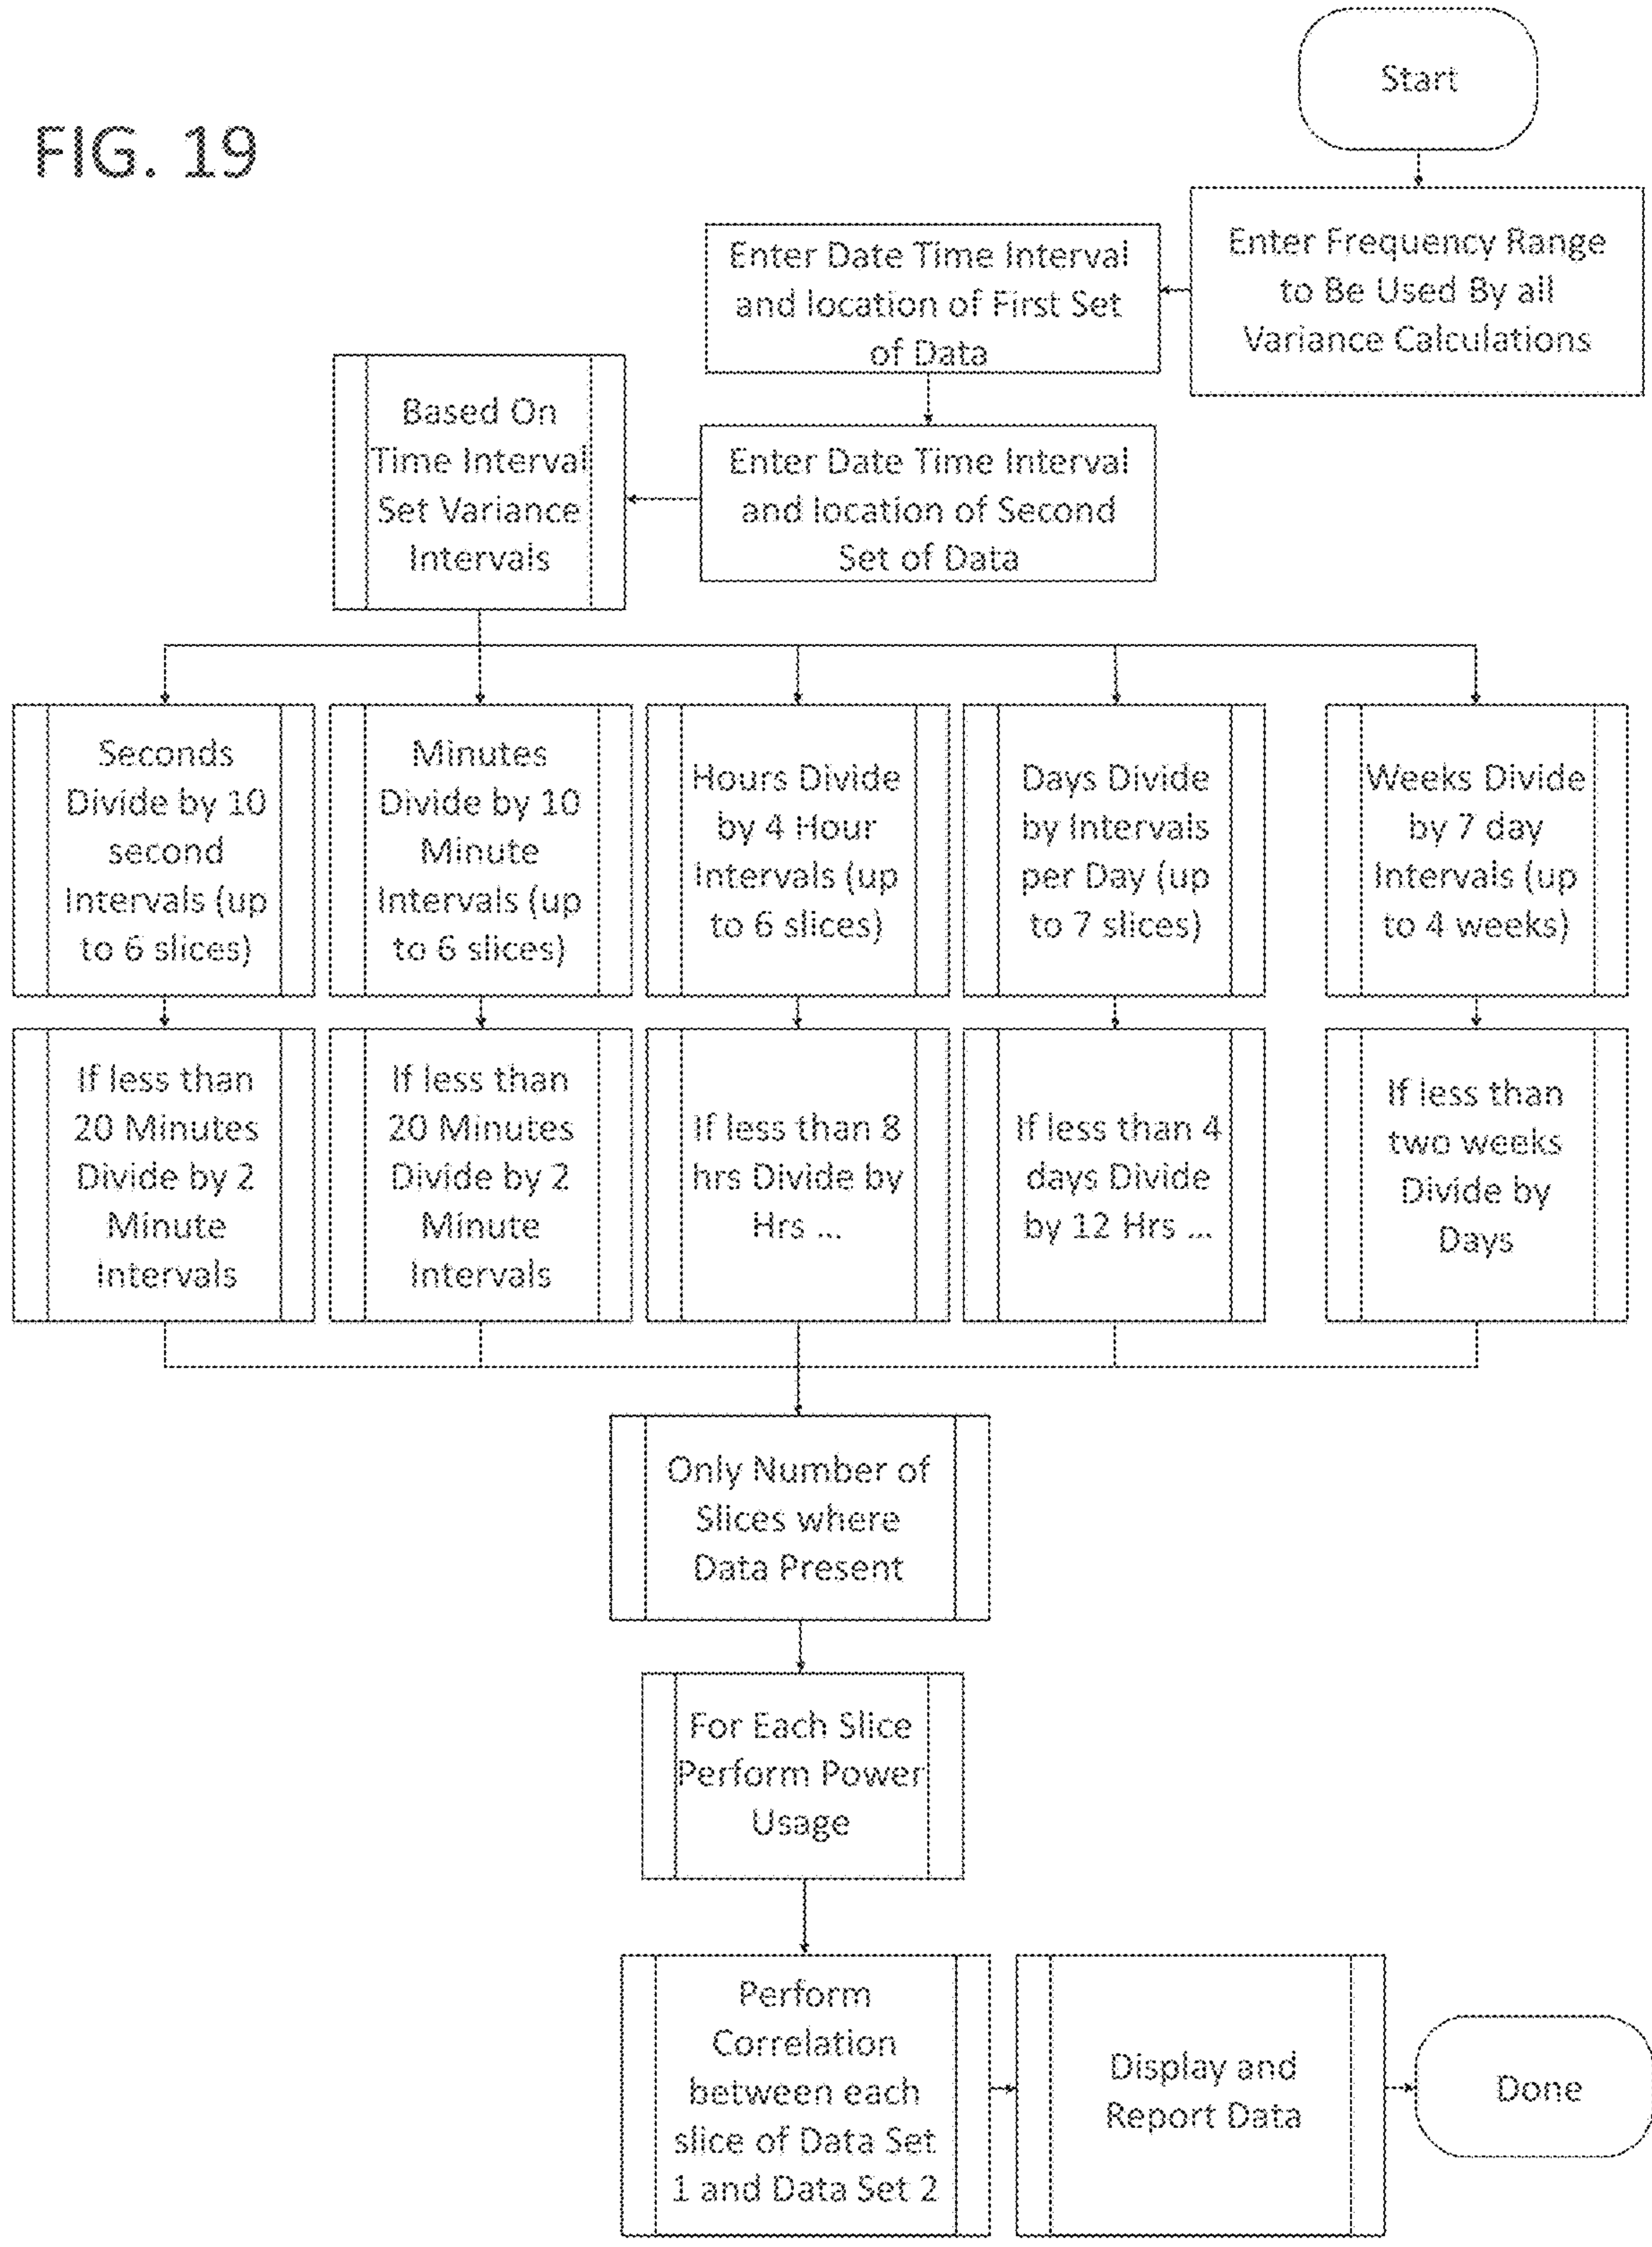 FIG. 19
Start
Enter Frequency Range
to Be Used By all
Variance Calculations
Enter Date Time Interval
and location of First Set
of Data
Enter Date Time Interval
and location of Second
Set of Data
Based On
Time Interval
Set Variance
Intervals
Seconds
Divide by 10
second
Intervals (up
to 6 slices)
Minutes
Divide by 10
Minute
Intervals (up
to 6 slices)
Hours Divide
by 4 Hour
Intervals (up
to 6 slices)
Days Divide
by Intervals
per Day (up
to 7 slices)
Weeks Divide
by 7 day
Intervals (up
to 4 weeks)
If less than
20 Minutes
Divide by 2
Minute
Intervals
If less than
20 Minutes
Divide by 2
Minute
Intervals
If less than 8
hrs Divide by
Hrs ...
If less than 4
days Divide
by 12 Hrs ...
If less than
two weeks
Divide by
Days
Only Number of
Slices where
Data Present
For Each Slice
Perform Power
Usage
Perform
Correlation
between each
slice of Data Set
1 and Data Set 2
Display and
Report Data
Done